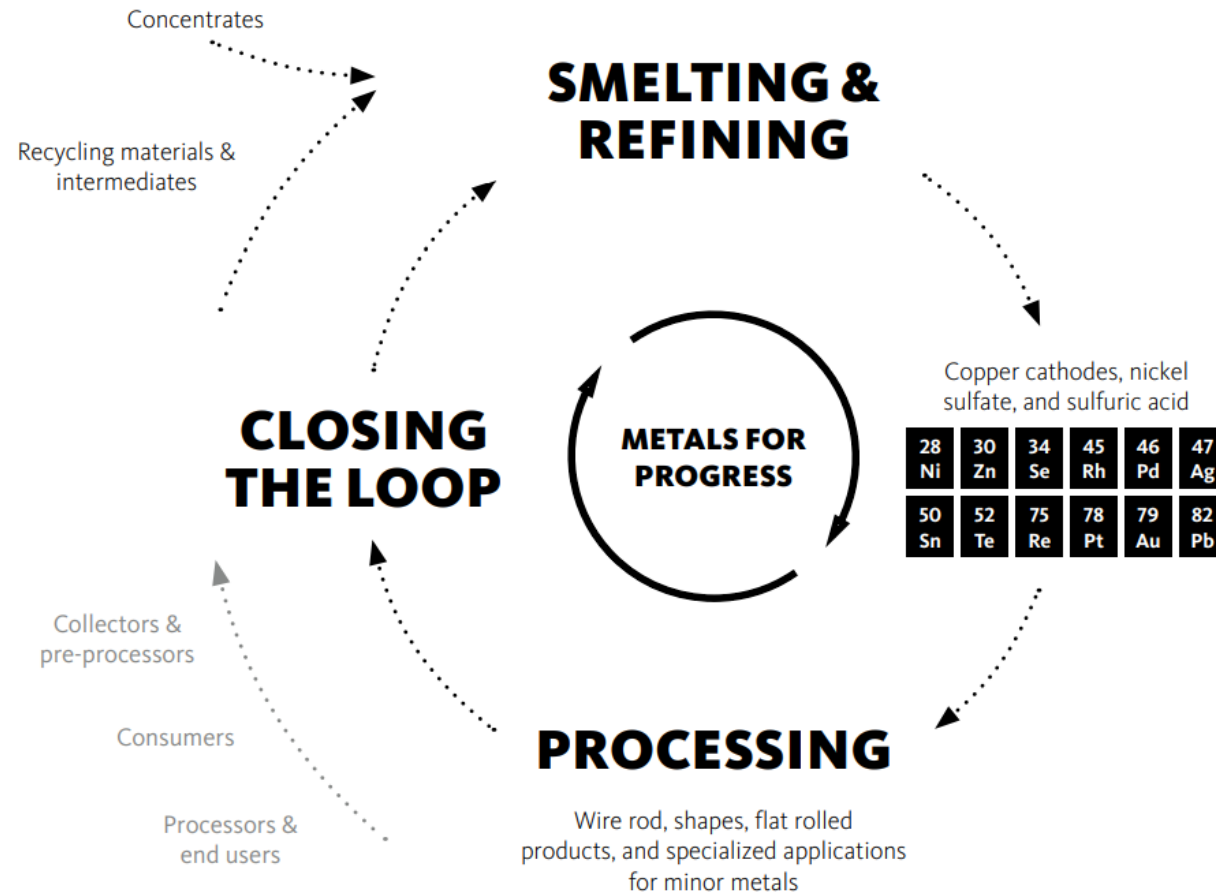 Concentrates
SMELTING &
REFINING
Recycling materials &
intermediates
Copper cathodes, nickel
sulfate, and sulfuric acid
28 30 34 45 46 47
Ni Zn Se Rh Pd Ag
50 52 75 78 79 82
Sn Te Re Pt Au Pb
CLOSING
THE LOOP
METALS FOR
PROGRESS
Collectors &
pre-processors
Consumers
Processors &
end users
PROCESSING
Wire rod, shapes, flat rolled
products, and specialized applications
for minor metals